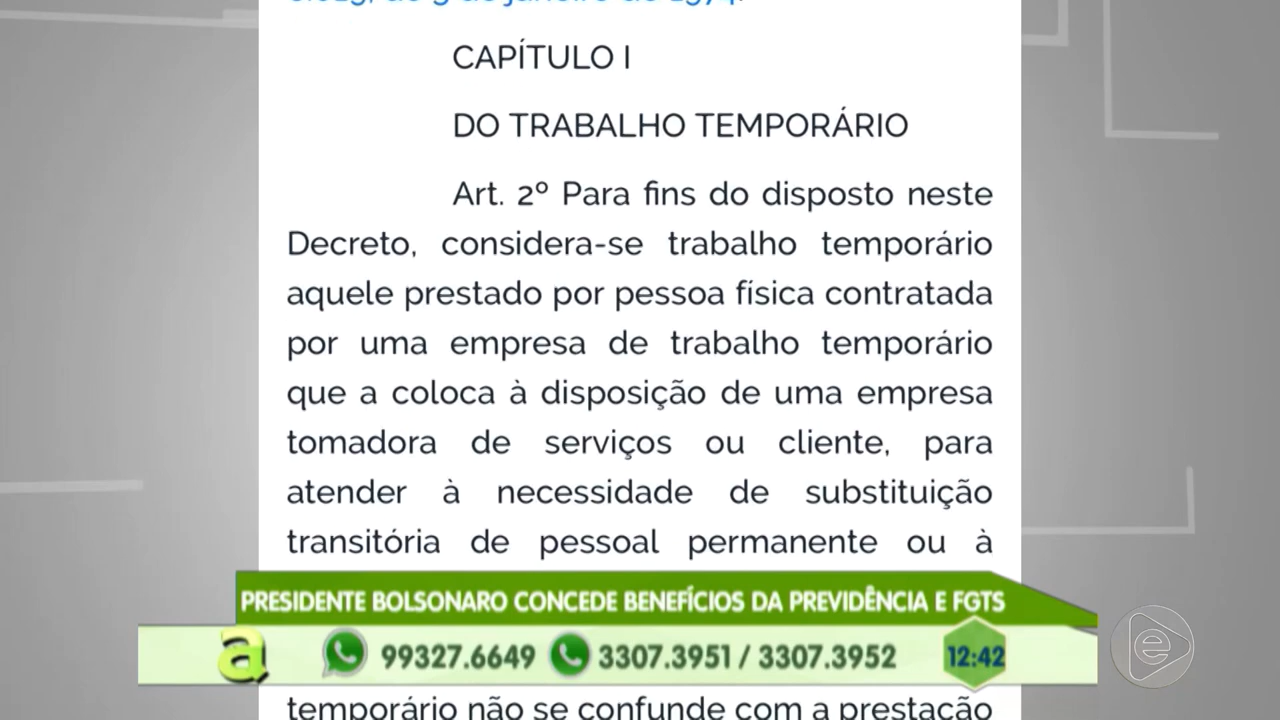 CAPÍTULO I
DO TRABALHO TEMPORÁRIO
Art. 2º Para fins do disposto neste
Decreto, considera-se trabalho temporário
aquele prestado por pessoa física contratada
por uma empresa de trabalho temporário
que a coloca à disposição de uma empresa
tomadora de serviços ou cliente, para
atender à necessidade de substituição
transitória de pessoal permanente ou à
PRESIDENTE BOLSONARO CONCEDE BENEFÍCIOS DA PREVIDÊNCIA E FGTS
a 99327.6649 3307.3951 / 3307.3952 12:42
e
temporário não se confunde com a prestação